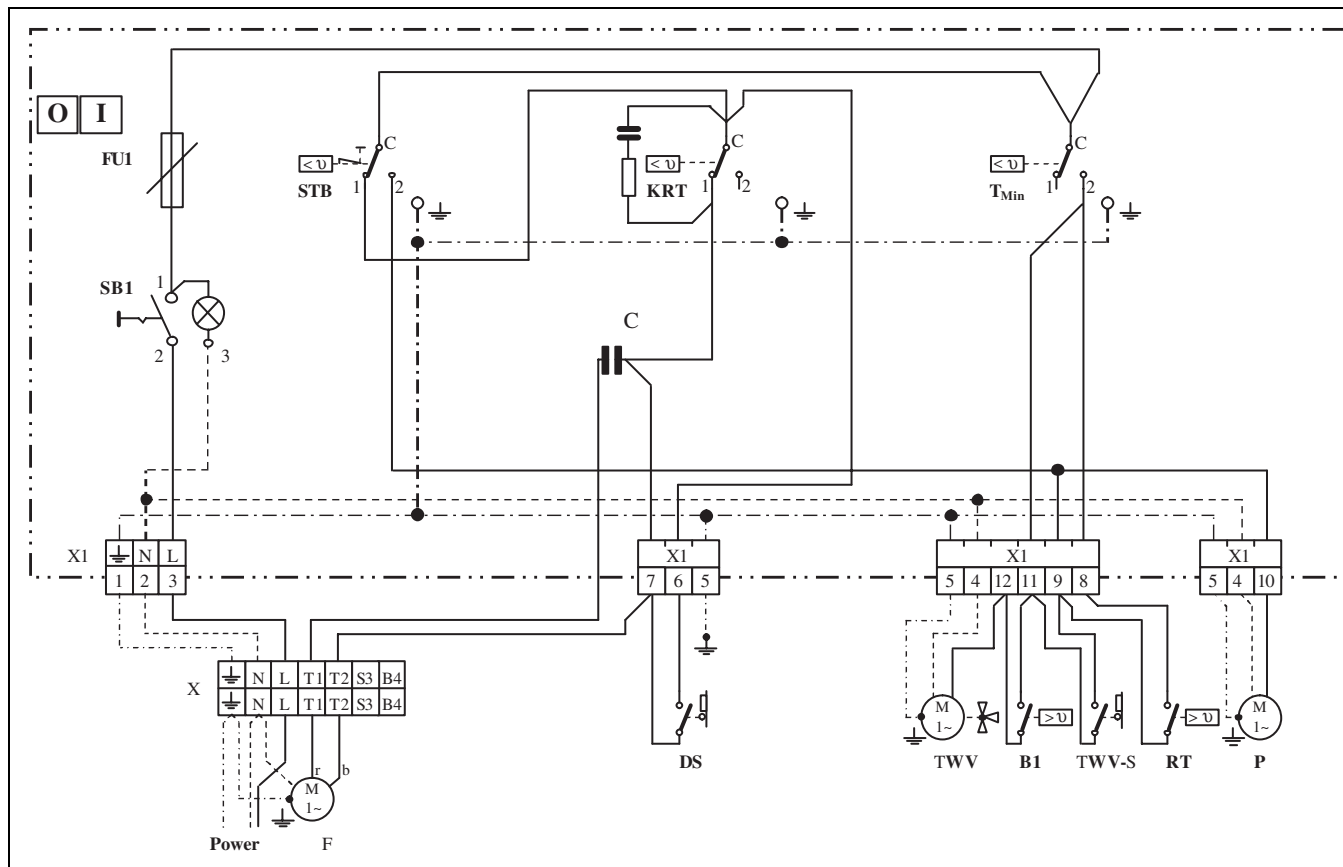 O I
FU1
C
< υ
STB
1 2
C
< υ
KRT
1 2
C
< υ
TMin
1 2
SB1
1
2 3
C
X1
N L
1 2 3
X1
7 6 5
X1
5 4 12 11 9 8
X1
5 4 10
X
N L T1 T2 S3 B4
N L T1 T2 S3 B4
r b
M
1~
Power
F
DS
M
1~
TWV
> υ
B1
TWV-S
> υ
RT
M
1~
P